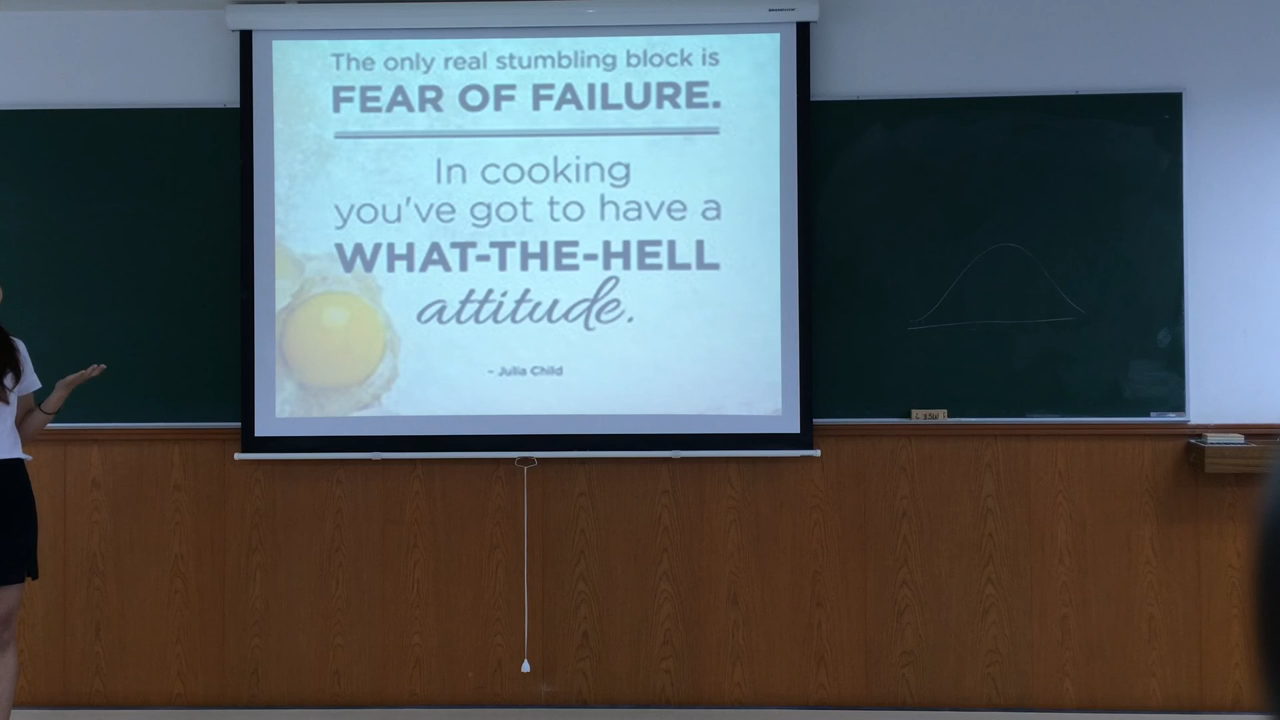 The only real stumbling block is
FEAR OF FAILURE.
In cooking
you've got to have a
WHAT-THE-HELL
attitude.
- Julia Child